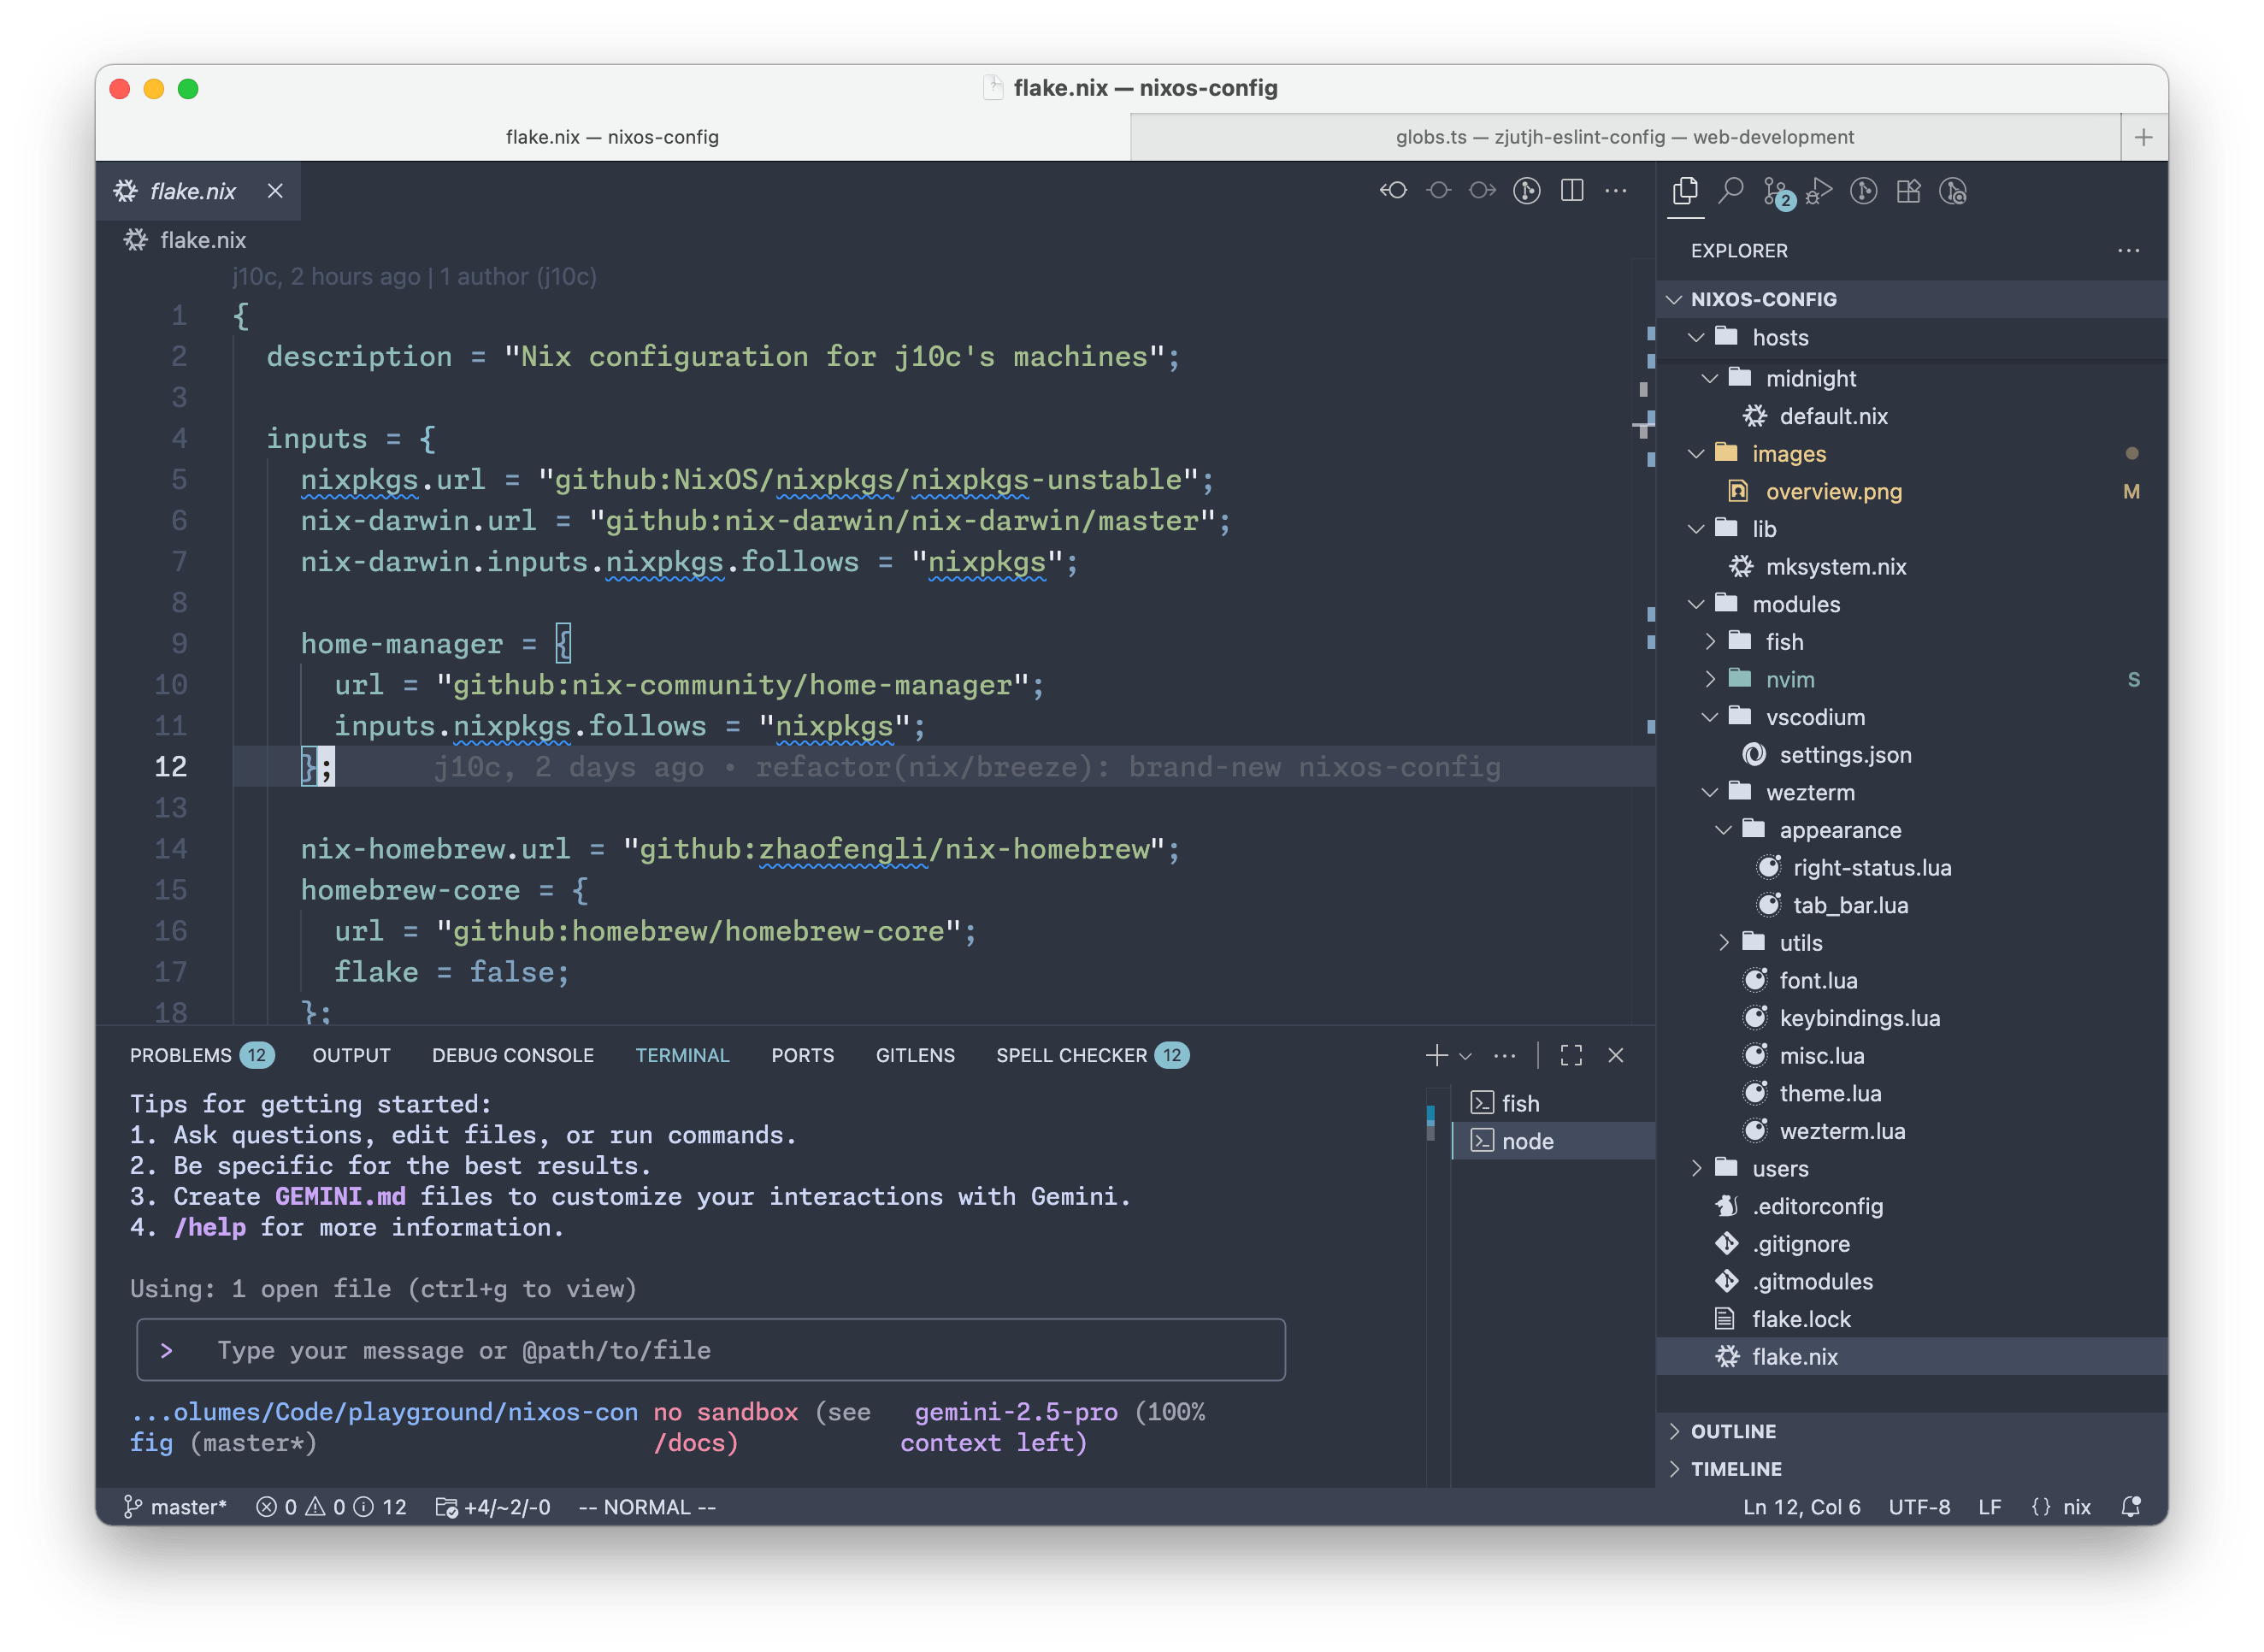 flake.nix — nixos-config
flake.nix — nixos-config
globs.ts — zjutjh-eslint-config — web-development
flake.nix
flake.nix
j10c, 2 hours ago | 1 author (j10c)
1 {
2 description = "Nix configuration for j10c's machines";
3
4 inputs = {
5 nixpkgs.url = "github:NixOS/nixpkgs/nixpkgs-unstable";
6 nix-darwin.url = "github:nix-darwin/nix-darwin/master";
7 nix-darwin.inputs.nixpkgs.follows = "nixpkgs";
8
9 home-manager = {
10 url = "github:nix-community/home-manager";
11 inputs.nixpkgs.follows = "nixpkgs";
12 }; j10c, 2 days ago • refactor(nix/breeze): brand-new nixos-config
13
14 nix-homebrew.url = "github:zhaofengli/nix-homebrew";
15 homebrew-core = {
16 url = "github:homebrew/homebrew-core";
17 flake = false;
18 };
PROBLEMS 12 OUTPUT DEBUG CONSOLE TERMINAL PORTS GITLENS SPELL CHECKER 12
Tips for getting started:
1. Ask questions, edit files, or run commands.
2. Be specific for the best results.
3. Create GEMINI.md files to customize your interactions with Gemini.
4. /help for more information.
Using: 1 open file (ctrl+g to view)
> Type your message or @path/to/file
...olumes/Code/playground/nixos-con no sandbox (see gemini-2.5-pro (100%
fig (master*) /docs) context left)
fish
node
2
EXPLORER
NIXOS-CONFIG
hosts
midnight
default.nix
images
overview.png M
lib
mksystem.nix
modules
fish
nvim S
vscodium
settings.json
wezterm
appearance
right-status.lua
tab_bar.lua
utils
font.lua
keybindings.lua
misc.lua
theme.lua
wezterm.lua
users
.editorconfig
.gitignore
.gitmodules
flake.lock
flake.nix
OUTLINE
TIMELINE
master* 0 0 12 +4/~2/-0 -- NORMAL -- Ln 12, Col 6 UTF-8 LF {} nix